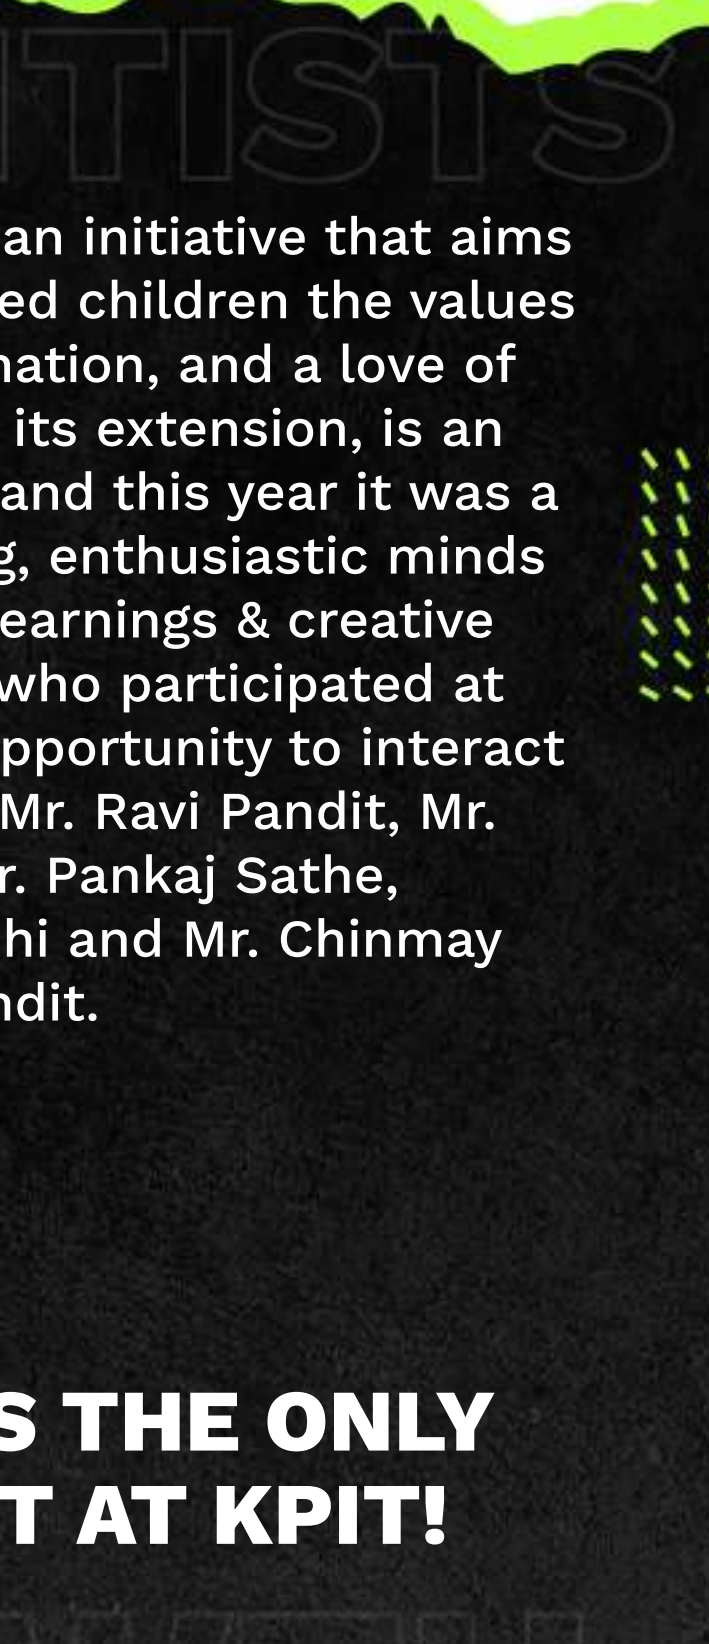 TISTS
an initiative that aims
ed children the values
nation, and a love of
its extension, is an
and this year it was a
g, enthusiastic minds
earnings & creative
who participated at
pportunity to interact
Mr. Ravi Pandit, Mr.
r. Pankaj Sathe,
hi and Mr. Chinmay
ndit.
S THE ONLY
T AT KPIT!